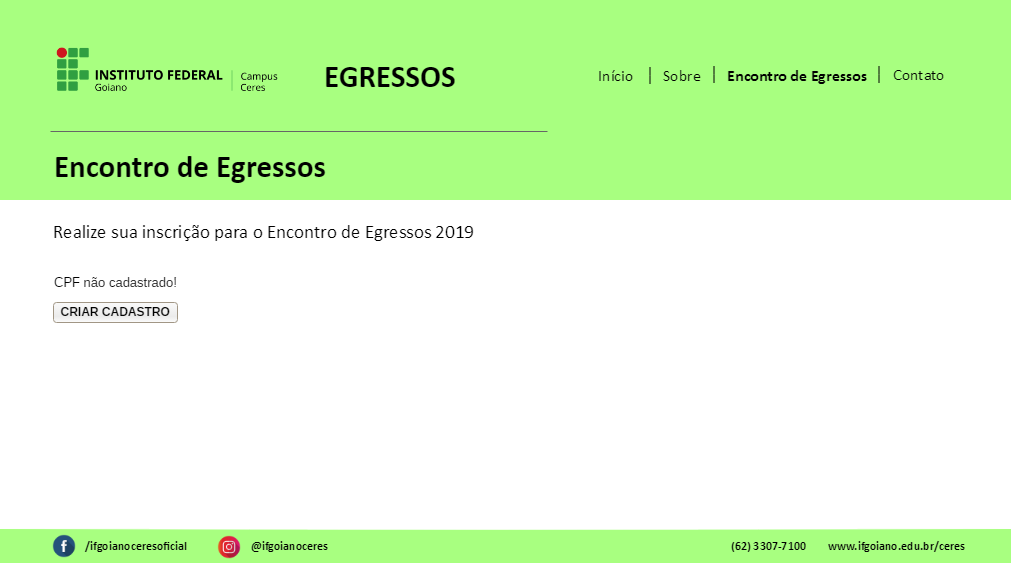 INSTITUTO FEDERAL
Goiano
Campus
Ceres
EGRESSOS
Início | Sobre | Encontro de Egressos | Contato
Encontro de Egressos
Realize sua inscrição para o Encontro de Egressos 2019
CPF não cadastrado!
CRIAR CADASTRO
/ifgoianoceresoficial @ifgoianoceres (62) 3307-7100 www.ifgoiano.edu.br/ceres